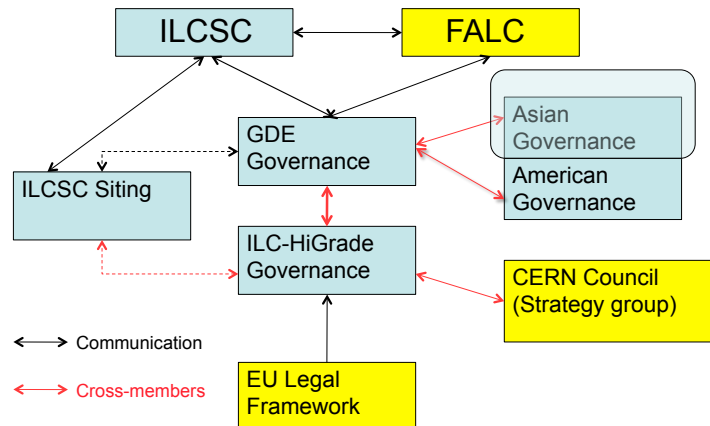 ILCSC
FALC
GDE
Governance
Asian
Governance
American
Governance
ILCSC Siting
ILC-HiGrade
Governance
CERN Council
(Strategy group)
Communication
Cross-members
EU Legal
Framework